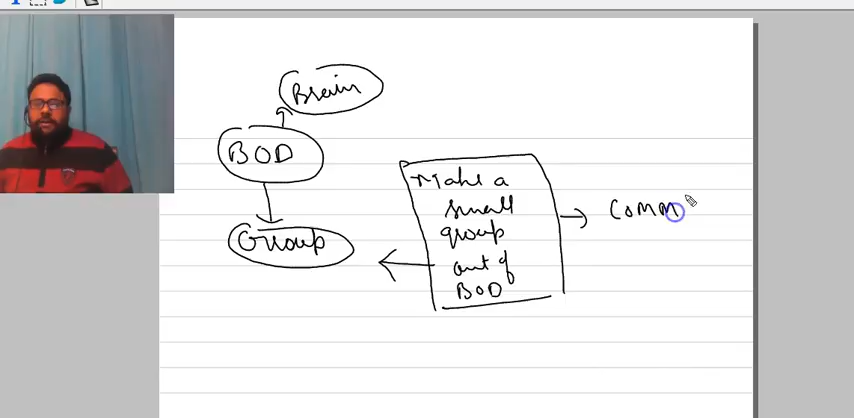 Brain
BOD
Group
Make a
small
group
out of
BOD
COMM